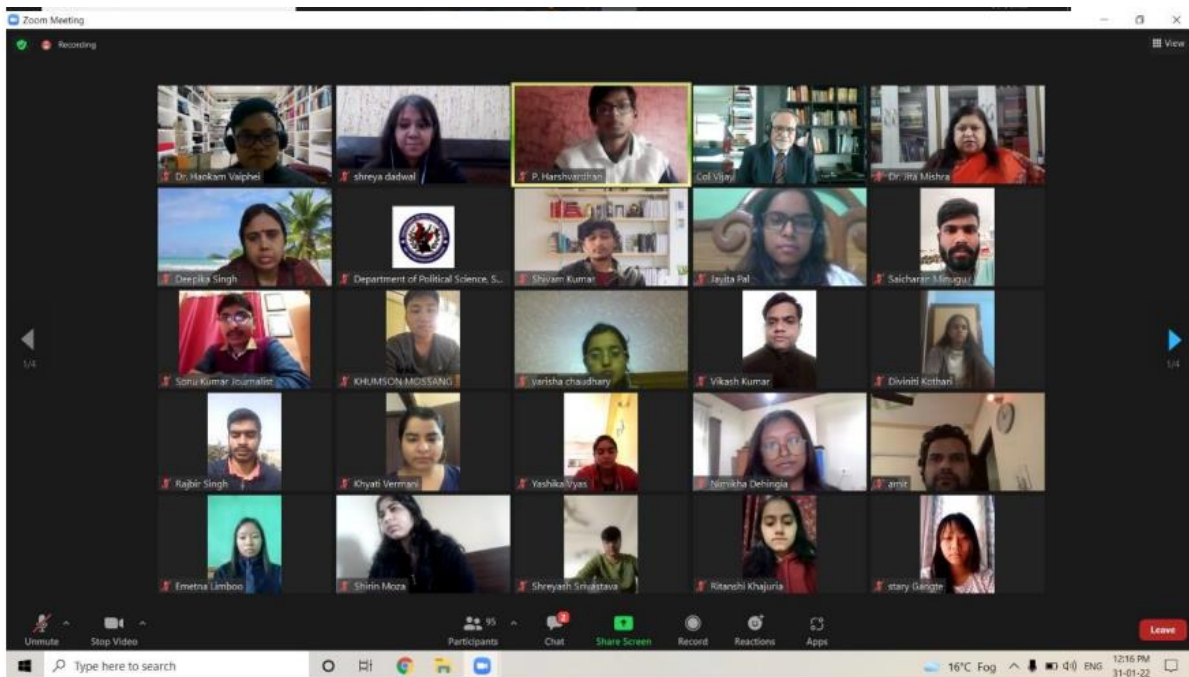 Zoom Meeting
Recording
View
Dr. Haokam Vaiphei
shreya dadwal
P. Harshvardhan
Col Vijay
Dr. Jita Mishra
Deepika Singh
Department of Political Science, S...
Shivam Kumar
Jayita Pal
Saicharan Minugu
Sonu Kumar Journalist
KHUMSON MOSSANG
varisha chaudhary
Vikash Kumar
Diviniti Kothari
1/4
1/4
Rajbir Singh
Khyati Vermani
Yashika Vyas
Nimikha Dehingia
amir
Emetna Limboo
Shirin Moza
Shreyash Srivastava
Ritanshi Khajuria
stary Gangte
95
2
Unmute
Stop Video
Participants
Chat
Share Screen
Record
Reactions
Apps
Leave
Type here to search
16°C Fog
ENG
12:16 PM
31-01-22